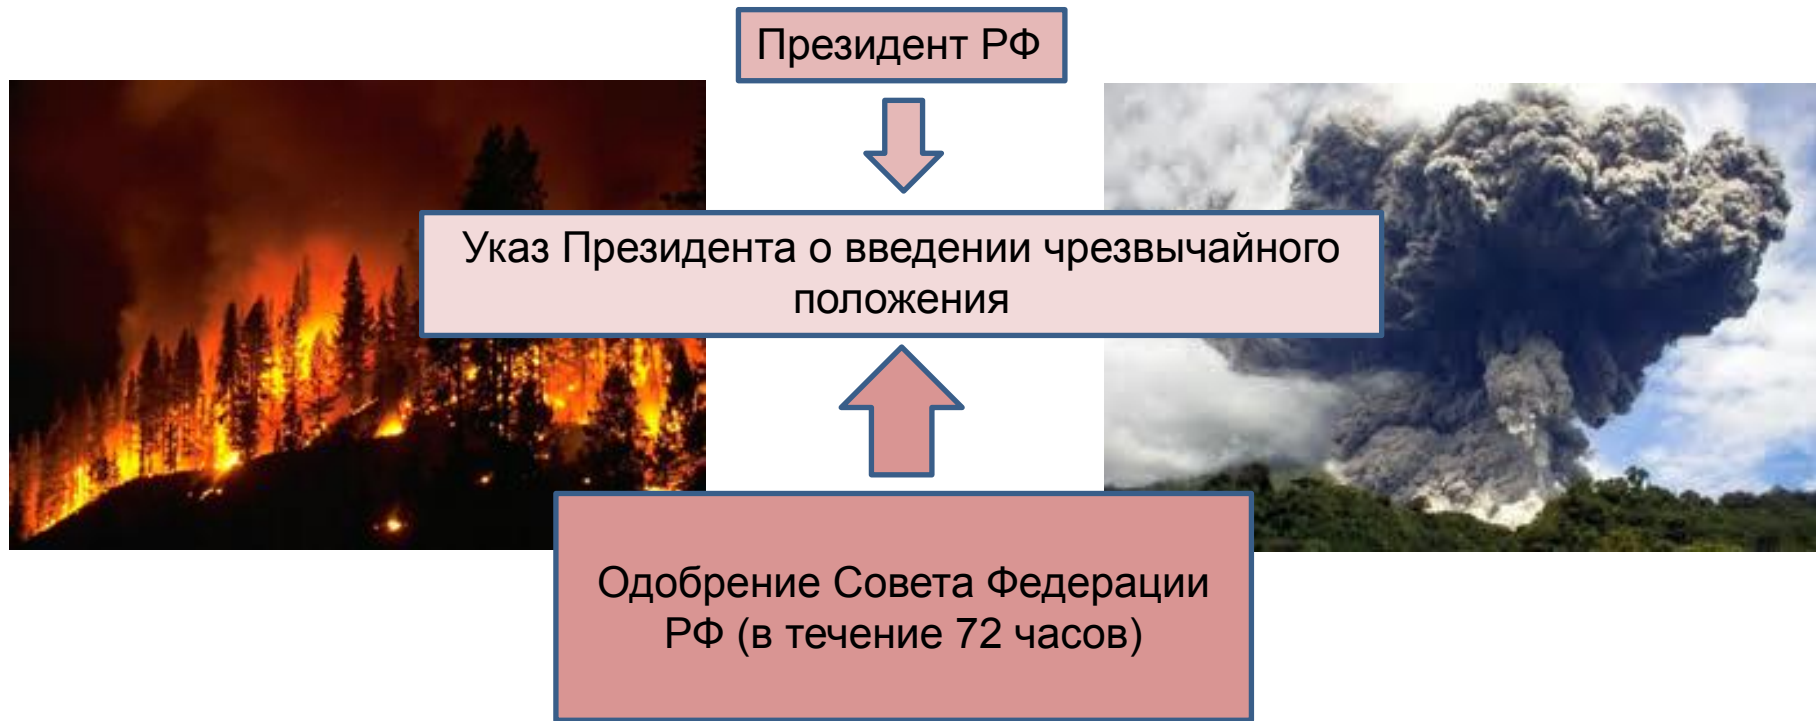 Президент РФ
Указ Президента о введении чрезвычайного
положения
Одобрение Совета Федерации
РФ (в течение 72 часов)